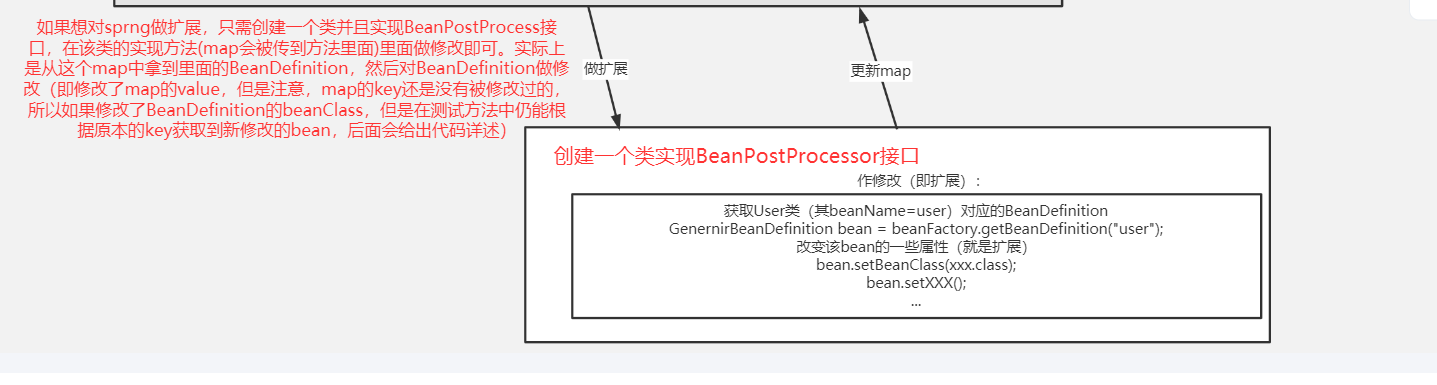 如果想对sprng做扩展，只需创建一个类并且实现BeanPostProcess接
口，在该类的实现方法(map会被传到方法里面)里面做修改即可。实际上
是从这个map中拿到里面的BeanDefinition，然后对BeanDefinition做修
改（即修改了map的value，但是注意，map的key还是没有被修改过的，
所以如果修改了BeanDefinition的beanClass，但是在测试方法中仍能根
据原本的key获取到新修改的bean，后面会给出代码详述）
做扩展
更新map
创建一个类实现BeanPostProcessor接口
作修改（即扩展）：
获取User类（其beanName=user）对应的BeanDefinition
GenernirBeanDefinition bean = beanFactory.getBeanDefinition("user");
改变该bean的一些属性（就是扩展）
bean.setBeanClass(xxx.class);
bean.setXXX();
...